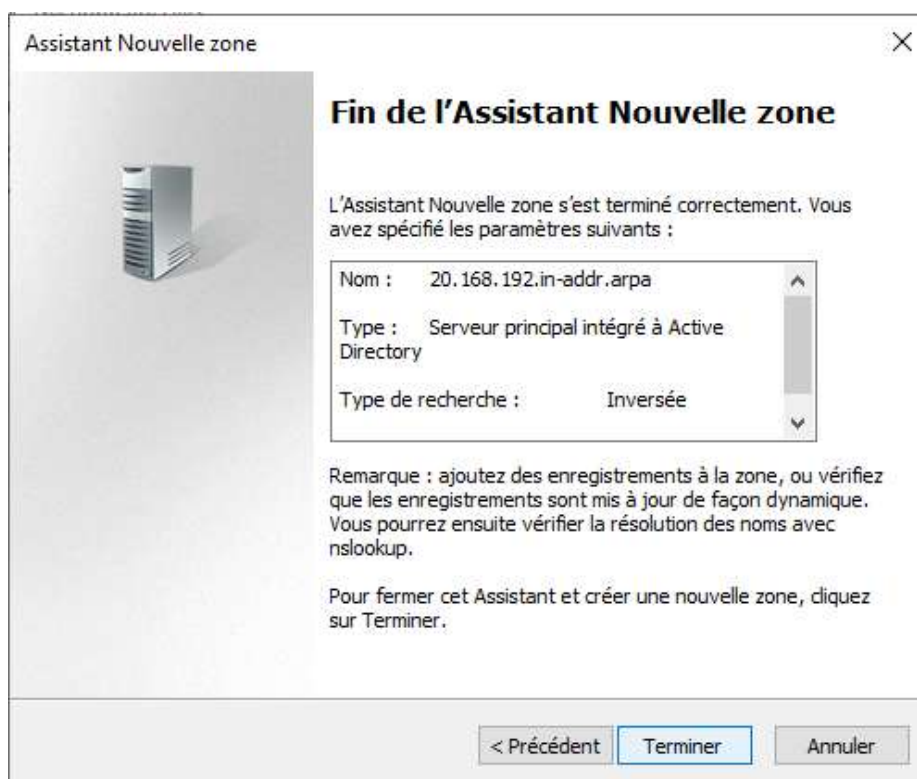 Assistant Nouvelle zone
Fin de l'Assistant Nouvelle zone
L'Assistant Nouvelle zone s'est terminé correctement. Vous
avez spécifié les paramètres suivants :
Nom : 20.168.192.in-addr.arpa
Type : Serveur principal intégré à Active
Directory
Type de recherche : Inversée
Remarque : ajoutez des enregistrements à la zone, ou vérifiez
que les enregistrements sont mis à jour de façon dynamique.
Vous pourrez ensuite vérifier la résolution des noms avec
nslookup.
Pour fermer cet Assistant et créer une nouvelle zone, cliquez
sur Terminer.
< Précédent Terminer Annuler